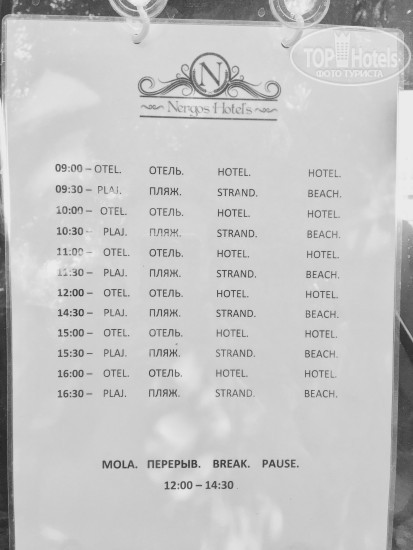 TOP Hotels
ФОТО ТУРИСТА
N
Nergos Hotels
09:00 – OTEL. ОТЕЛЬ. HOTEL. HOTEL.
09:30 – PLAJ. ПЛЯЖ. STRAND. BEACH.
10:00 – OTEL. ОТЕЛЬ. HOTEL. HOTEL.
10:30 – PLAJ. ПЛЯЖ. STRAND. BEACH.
11:00 – OTEL. ОТЕЛЬ. HOTEL. HOTEL.
11:30 – PLAJ. ПЛЯЖ. STRAND. BEACH.
12:00 – OTEL. ОТЕЛЬ. HOTEL. HOTEL.
14:30 – PLAJ. ПЛЯЖ. STRAND. BEACH.
15:00 – OTEL. ОТЕЛЬ. HOTEL. HOTEL.
15:30 – PLAJ. ПЛЯЖ. STRAND. BEACH.
16:00 – OTEL. ОТЕЛЬ. HOTEL. HOTEL.
16:30 – PLAJ. ПЛЯЖ. STRAND. BEACH.
MOLA. ПЕРЕРЫВ. BREAK. PAUSE.
12:00 – 14:30